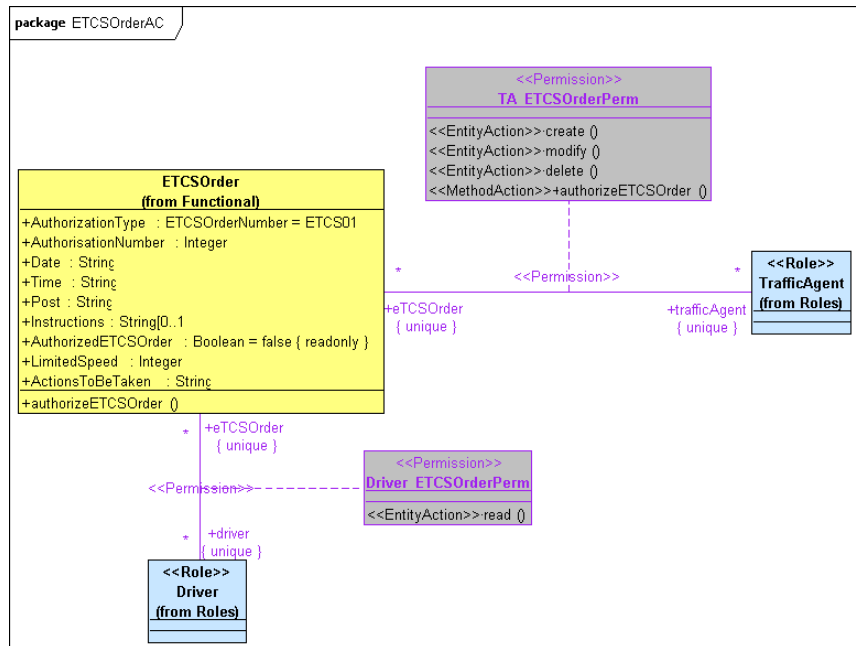 package ETCSOrderAC
<<Permission>>
TA_ETCSOrderPerm
<<EntityAction>>-create ()
<<EntityAction>>-modify ()
<<EntityAction>>-delete ()
<<MethodAction>>+authorizeETCSOrder ()
ETCSOrder
(from Functional)
+AuthorizationType : ETCSOrderNumber = ETCS01
+AuthorisationNumber : Integer
+Date : String
+Time : String
+Post : String
+Instructions : String[0..1
+AuthorizedETCSOrder : Boolean = false { readonly }
+LimitedSpeed : Integer
+ActionsToBeTaken : String
+authorizeETCSOrder ()
* <<Permission>> *
+eTCSOrder
{ unique }
+trafficAgent
{ unique }
<<Role>>
TrafficAgent
(from Roles)
* +eTCSOrder
{ unique }
<<Permission>>
<<Permission>>
Driver_ETCSOrderPerm
<<EntityAction>>-read ()
* +driver
{ unique }
<<Role>>
Driver
(from Roles)